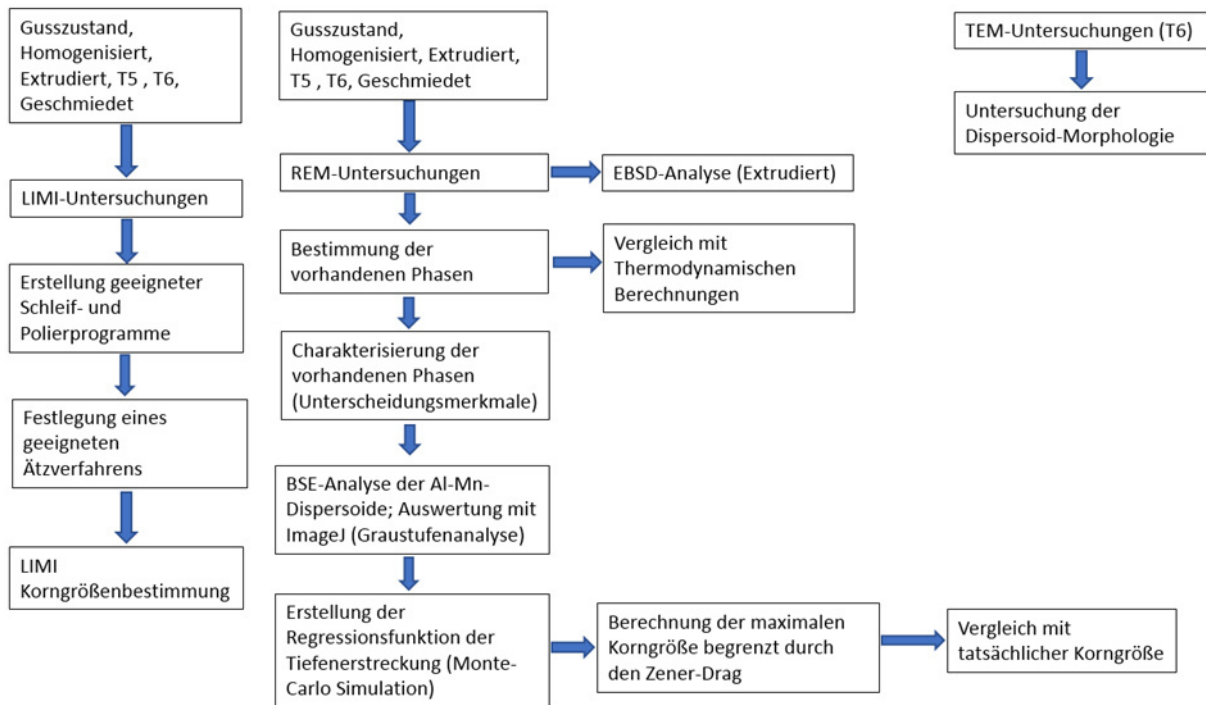 Gusszustand,
Homogenisiert,
Extrudiert, T5 , T6,
Geschmiedet
LIMI-Untersuchungen
Erstellung geeigneter
Schleif- und
Polierprogramme
Festlegung eines
geeigneten
Ätzverfahrens
LIMI
Korngrößenbestimmung
Gusszustand,
Homogenisiert, Extrudiert,
T5 , T6, Geschmiedet
REM-Untersuchungen
EBSD-Analyse (Extrudiert)
Bestimmung der
vorhandenen Phasen
Vergleich mit
Thermodynamischen
Berechnungen
Charakterisierung der
vorhandenen Phasen
(Unterscheidungsmerkmale)
BSE-Analyse der Al-Mn-
Dispersoide; Auswertung mit
ImageJ (Graustufenanalyse)
Erstellung der
Regressionsfunktion der
Tiefenerstreckung (Monte-
Carlo Simulation)
Berechnung der maximalen
Korngröße begrenzt durch
den Zener-Drag
Vergleich mit
tatsächlicher Korngröße
TEM-Untersuchungen (T6)
Untersuchung der
Dispersoid-Morphologie